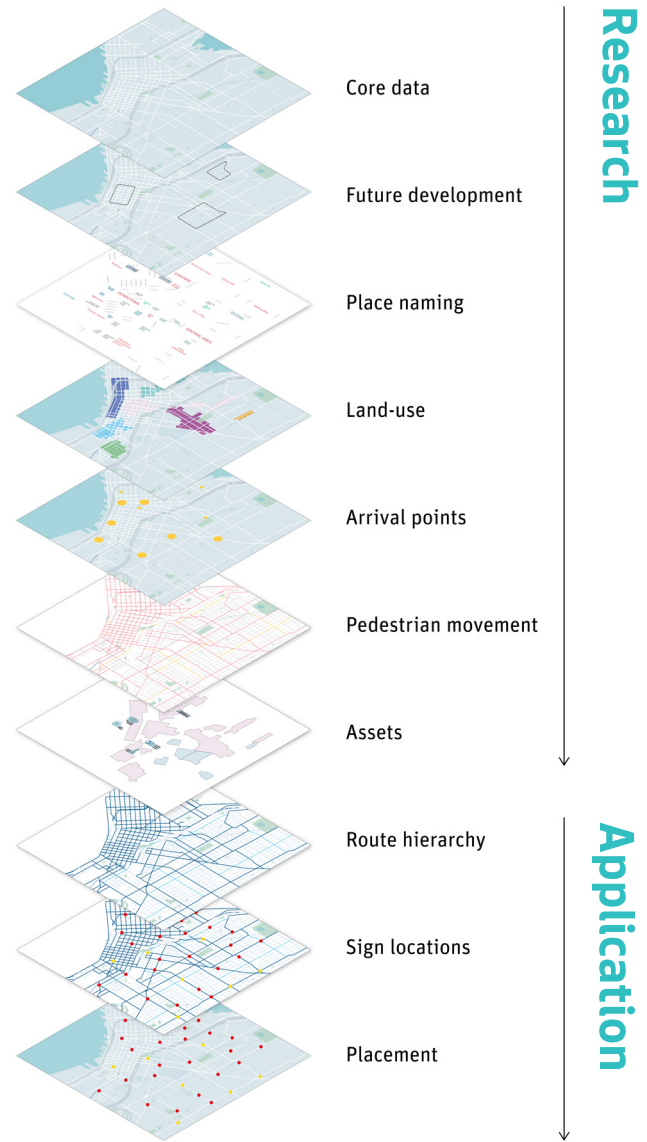 Research
Core data
Future development
Place naming
Land-use
Arrival points
Pedestrian movement
Assets
Application
Route hierarchy
Sign locations
Placement